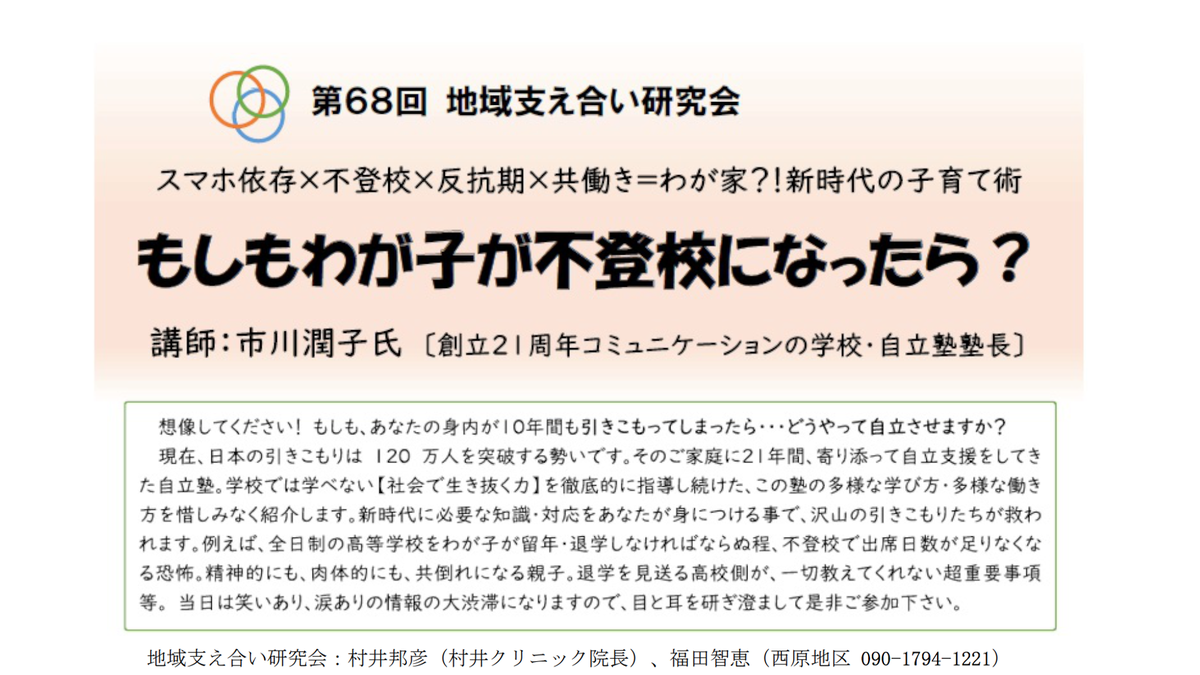 第68回 地域支え合い研究会
スマホ依存×不登校×反抗期×共働き=わが家?!新時代の子育て術
もしもわが子が不登校になったら?
講師:市川潤子氏〔創立21周年コミュニケーションの学校・自立塾塾長〕
想像してください! もしも、あなたの身内が10年間も引きこもってしまったら・・・どうやって自立させますか?
現在、日本の引きこもりは 120 万人を突破する勢いです。そのご家庭に21年間、寄り添って自立支援をしてき
た自立塾。学校では学べない【社会で生き抜く力】を徹底的に指導し続けた、この塾の多様な学び方・多様な働き
方を惜しみなく紹介します。新時代に必要な知識・対応をあなたが身につける事で、沢山の引きこもりたちが救わ
れます。例えば、全日制の高等学校をわが子が留年・退学しなければならぬ程、不登校で出席日数が足りなくな
る恐怖。精神的にも、肉体的にも、共倒れになる親子。退学を見送る高校側が、一切教えてくれない超重要事項
等。 当日は笑いあり、涙ありの情報の大渋滞になりますので、目と耳を研ぎ澄まして是非ご参加下さい。
地域支え合い研究会:村井邦彦(村井クリニック院長)、福田智恵(西原地区 090-1794-1221)